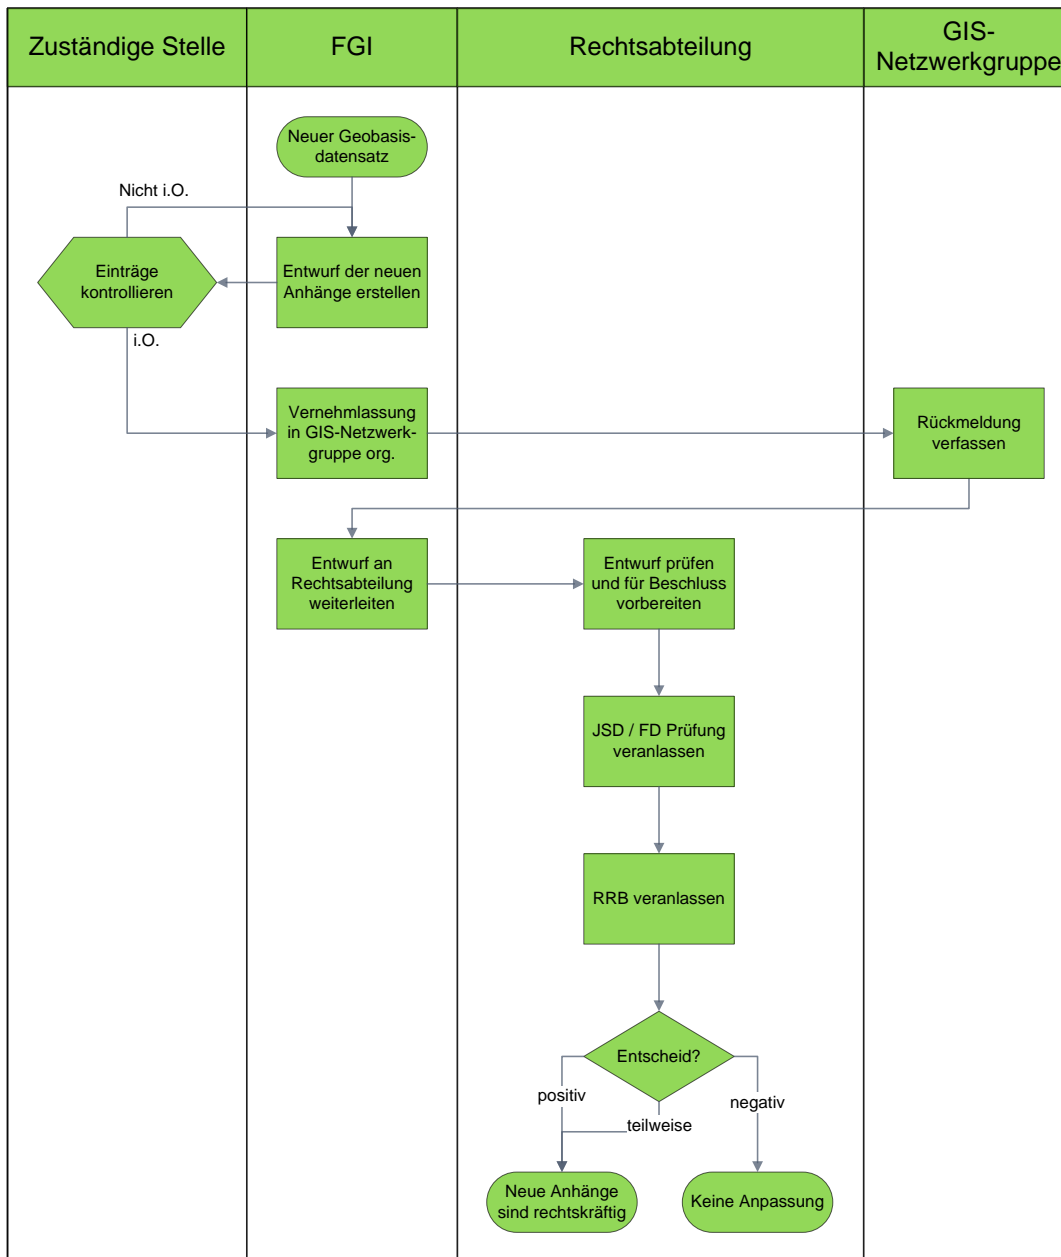 Zuständige Stelle
FGI
Rechtsabteilung
GIS-
Netzwerkgruppe
Neuer Geobasis-
datensatz
Nicht i.O.
Einträge
kontrollieren
Entwurf der neuen
Anhänge erstellen
i.O.
Vernehmlassung
in GIS-Netzwerk-
gruppe org.
Rückmeldung
verfassen
Entwurf an
Rechtsabteilung
weiterleiten
Entwurf prüfen
und für Beschluss
vorbereiten
JSD / FD Prüfung
veranlassen
RRB veranlassen
Entscheid?
positiv
teilweise
negativ
Neue Anhänge
sind rechtskräftig
Keine Anpassung